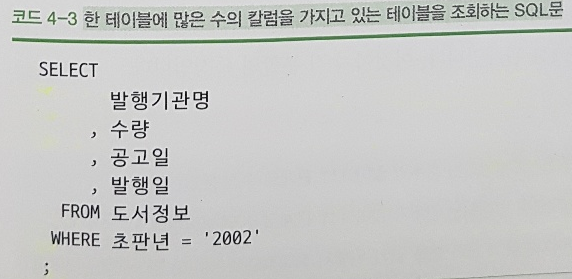 코드 4-3 한 테이블에 많은 수의 칼럼을 가지고 있는 테이블을 조회하는 SQL문
SELECT
발행기관명
, 수량
, 공고일
, 발행일
FROM 도서정보
WHERE 초판년 = '2002'
;